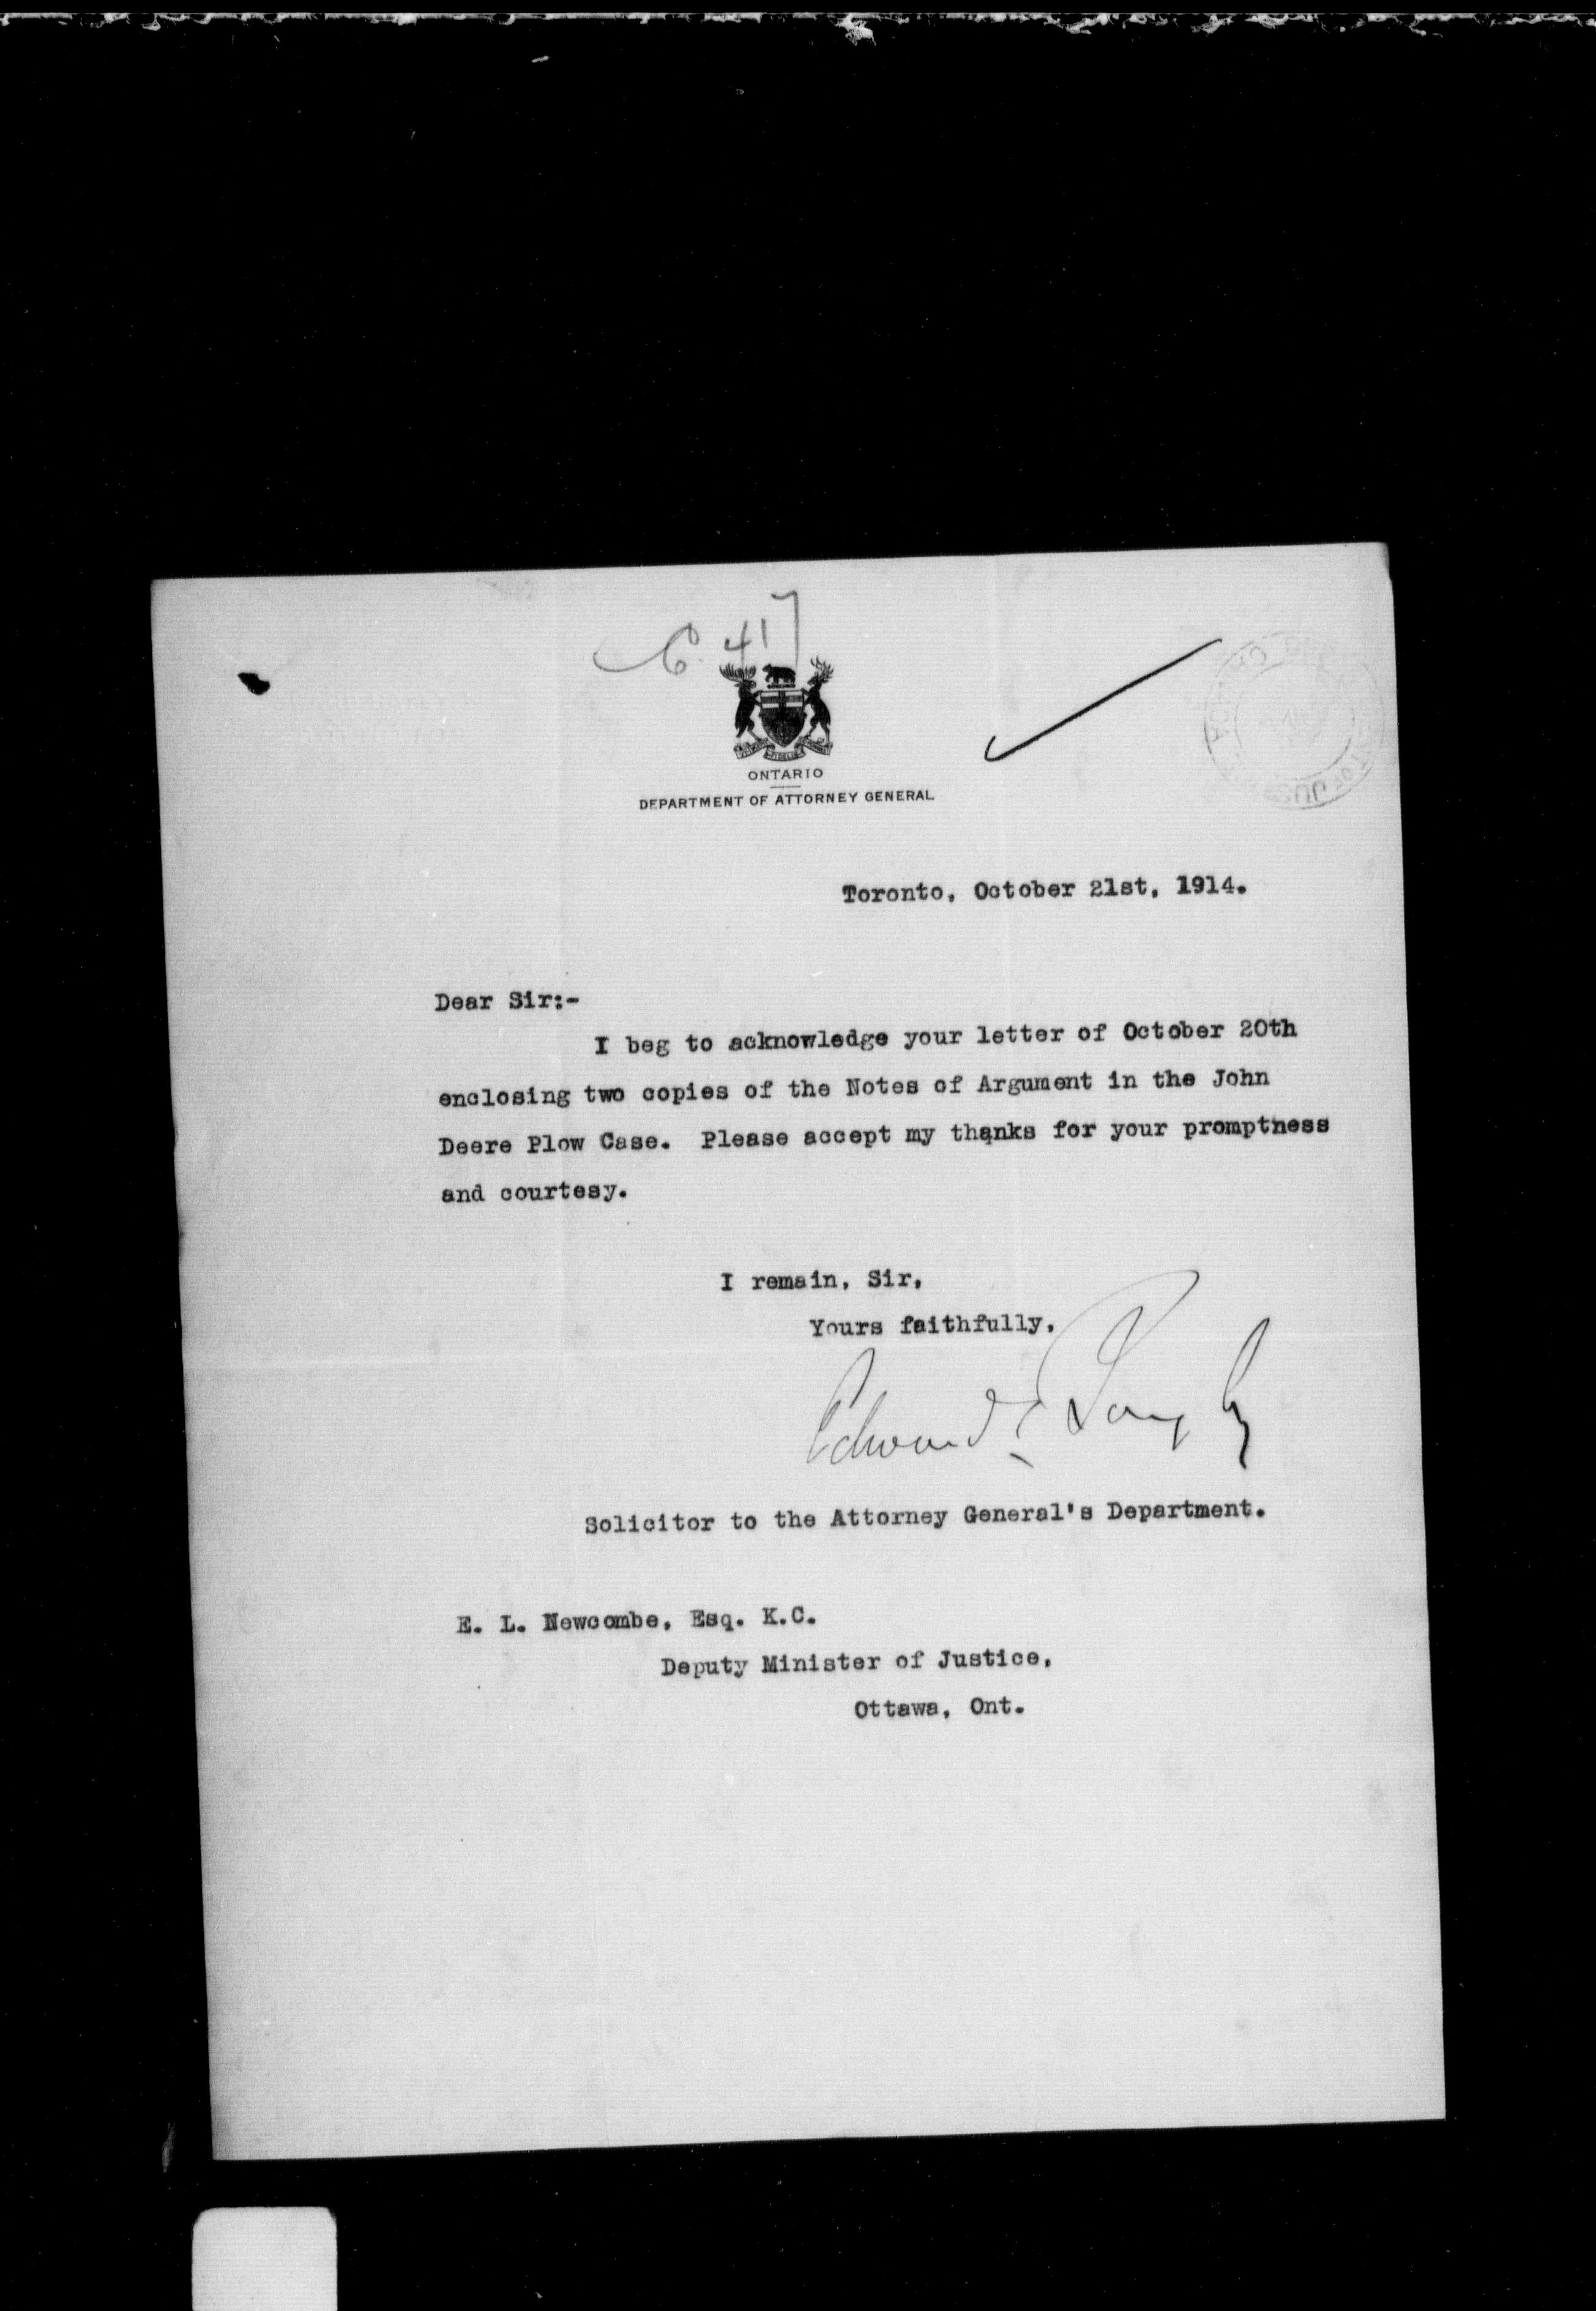 C. 417
ONTARIO
DEPARTMENT OF ATTORNEY GENERAL
Toronto, October 21st, 1914.
Dear Sir:-
I beg to acknowledge your letter of October 20th
enclosing two copies of the Notes of Argument in the John
Deere Plow Case. Please accept my thanks for your promptness
and courtesy.
I remain, Sir,
Yours faithfully,
Edward
Solicitor to the Attorney General's Department.
E. L. Newcombe, Esq. K.C.
Deputy Minister of Justice,
Ottawa, Ont.